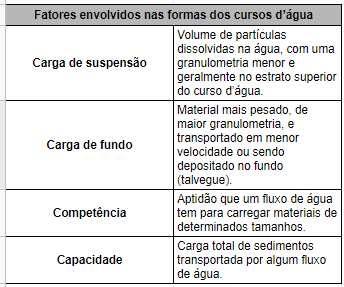 Fatores envolvidos nas formas dos cursos d’água
Carga de suspensão
Volume de partículas
dissolvidas na água, com uma
granulometria menor e
geralmente no estrato superior
do curso d’água.
Carga de fundo
Material mais pesado, de
maior granulometria, e
transportado em menor
velocidade ou sendo
depositado no fundo
(talvegue).
Competência
Aptidão que um fluxo de água
tem para carregar materiais de
determinados tamanhos.
Capacidade
Carga total de sedimentos
transportada por algum fluxo
de água.